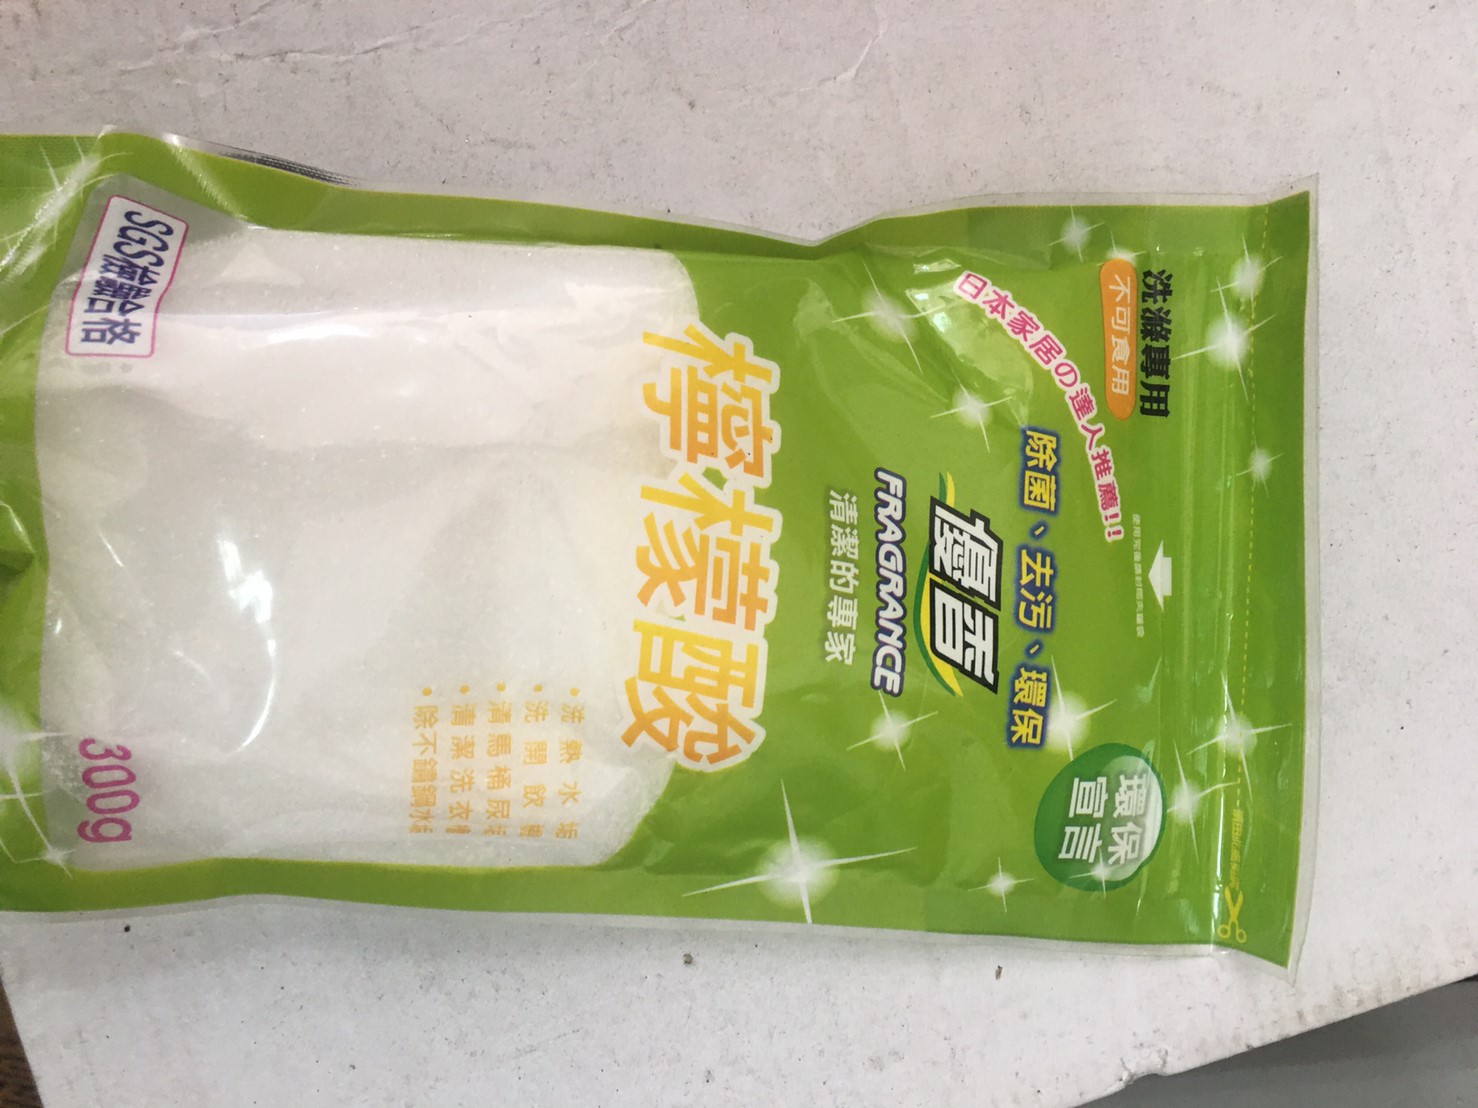 洗滌專用
不可食用
日本家居の達人推薦!!
除菌、去污、環保
環保
宣言
優香
FRAGRANCE
清潔的專家
檸檬酸
•洗熱水垢
•洗開飲
•清馬桶尿
•清潔洗衣
•除不鏽鋼水
SGS檢驗合格
300g